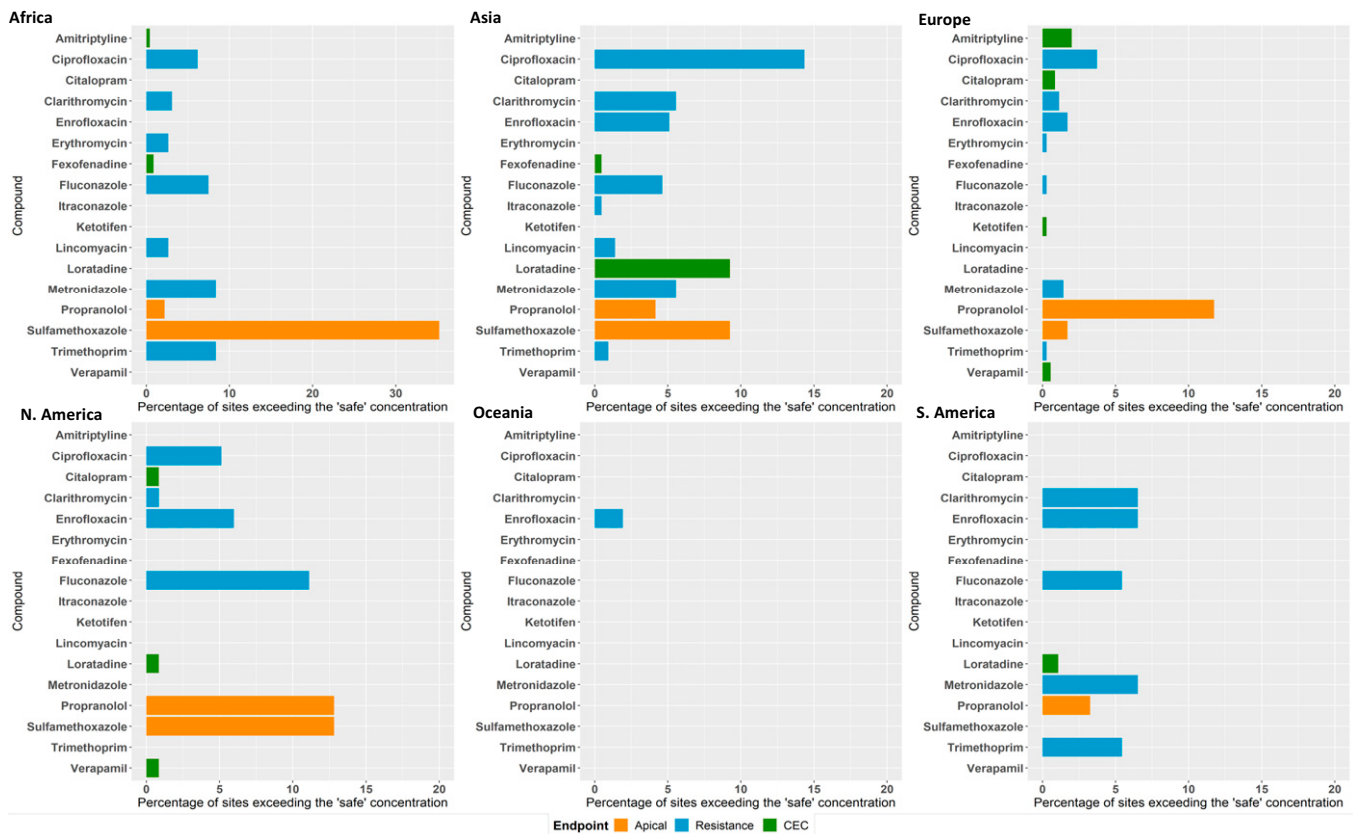 Africa
Amitriptyline
Ciprofloxacin
Citalopram
Clarithromycin
Enrofloxacin
Erythromycin
Fexofenadine
Fluconazole
Itraconazole
Ketotifen
Lincomycin
Loratadine
Metronidazole
Propranolol
Sulfamethoxazole
Trimethoprim
Verapamil
Compound
0 10 20 30
Percentage of sites exceeding the 'safe' concentration
Asia
Amitriptyline
Ciprofloxacin
Citalopram
Clarithromycin
Enrofloxacin
Erythromycin
Fexofenadine
Fluconazole
Itraconazole
Ketotifen
Lincomycin
Loratadine
Metronidazole
Propranolol
Sulfamethoxazole
Trimethoprim
Verapamil
Compound
0 5 10 15 20
Percentage of sites exceeding the 'safe' concentration
Europe
Amitriptyline
Ciprofloxacin
Citalopram
Clarithromycin
Enrofloxacin
Erythromycin
Fexofenadine
Fluconazole
Itraconazole
Ketotifen
Lincomycin
Loratadine
Metronidazole
Propranolol
Sulfamethoxazole
Trimethoprim
Verapamil
Compound
0 5 10 15 20
Percentage of sites exceeding the 'safe' concentration
N. America
Amitriptyline
Ciprofloxacin
Citalopram
Clarithromycin
Enrofloxacin
Erythromycin
Fexofenadine
Fluconazole
Itraconazole
Ketotifen
Lincomycin
Loratadine
Metronidazole
Propranolol
Sulfamethoxazole
Trimethoprim
Verapamil
Compound
0 5 10 15 20
Percentage of sites exceeding the 'safe' concentration
Oceania
Amitriptyline
Ciprofloxacin
Citalopram
Clarithromycin
Enrofloxacin
Erythromycin
Fexofenadine
Fluconazole
Itraconazole
Ketotifen
Lincomycin
Loratadine
Metronidazole
Propranolol
Sulfamethoxazole
Trimethoprim
Verapamil
Compound
0 5 10 15 20
Percentage of sites exceeding the 'safe' concentration
S. America
Amitriptyline
Ciprofloxacin
Citalopram
Clarithromycin
Enrofloxacin
Erythromycin
Fexofenadine
Fluconazole
Itraconazole
Ketotifen
Lincomycin
Loratadine
Metronidazole
Propranolol
Sulfamethoxazole
Trimethoprim
Verapamil
Compound
0 5 10 15 20
Percentage of sites exceeding the 'safe' concentration
Endpoint Apical Resistance CEC